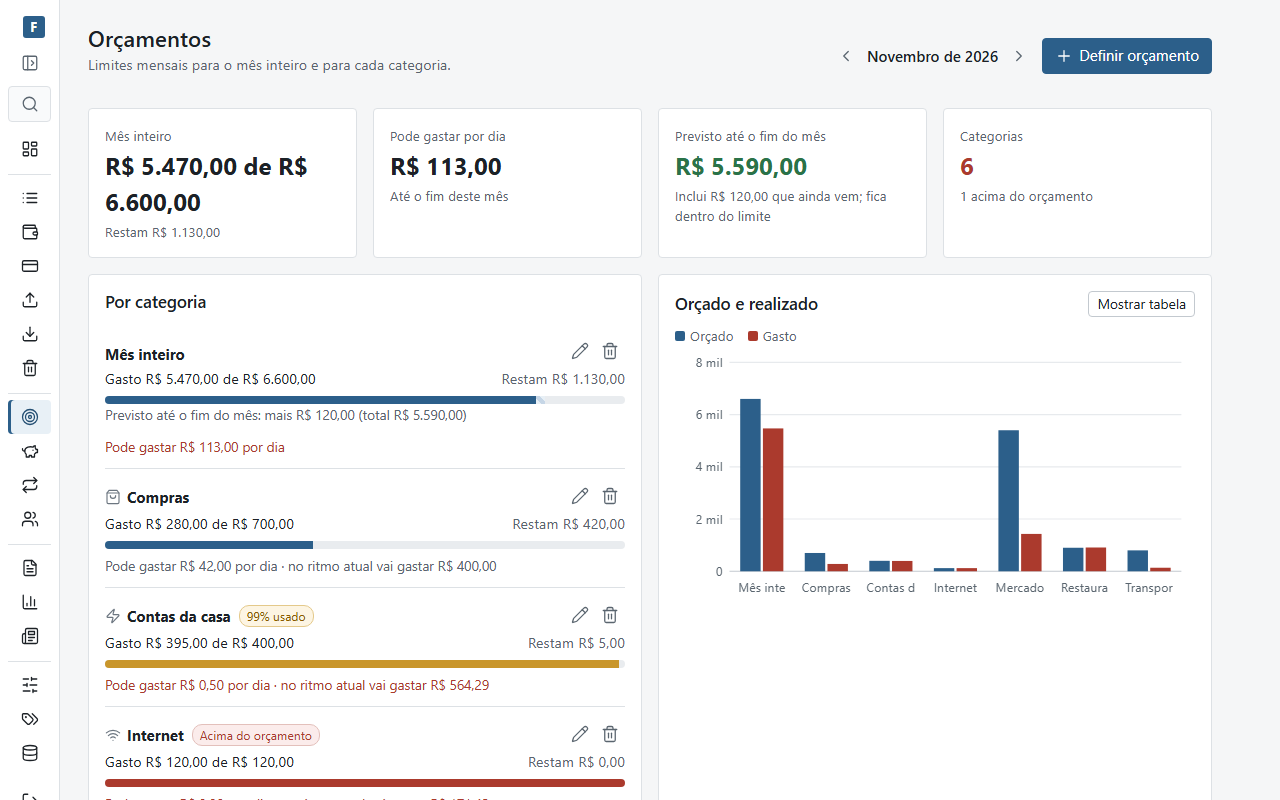 F
Orçamentos
Limites mensais para o mês inteiro e para cada categoria.
Novembro de 2026
Definir orçamento
Mês inteiro
R$ 5.470,00 de R$
6.600,00
Restam R$ 1.130,00
Pode gastar por dia
R$ 113,00
Até o fim deste mês
Previsto até o fim do mês
R$ 5.590,00
Inclui R$ 120,00 que ainda vem; fica
dentro do limite
Categorias
6
1 acima do orçamento
Por categoria
Mês inteiro
Gasto R$ 5.470,00 de R$ 6.600,00
Restam R$ 1.130,00
Previsto até o fim do mês: mais R$ 120,00 (total R$ 5.590,00)
Pode gastar R$ 113,00 por dia
Compras
Gasto R$ 280,00 de R$ 700,00
Restam R$ 420,00
Pode gastar R$ 42,00 por dia · no ritmo atual vai gastar R$ 400,00
Contas da casa
99% usado
Gasto R$ 395,00 de R$ 400,00
Restam R$ 5,00
Pode gastar R$ 0,50 por dia · no ritmo atual vai gastar R$ 564,29
Internet
Acima do orçamento
Gasto R$ 120,00 de R$ 120,00
Restam R$ 0,00
Orçado e realizado
Mostrar tabela
Orçado
Gasto
8 mil
6 mil
4 mil
2 mil
0
Mês inte
Compras
Contas d
Internet
Mercado
Restaura
Transpor